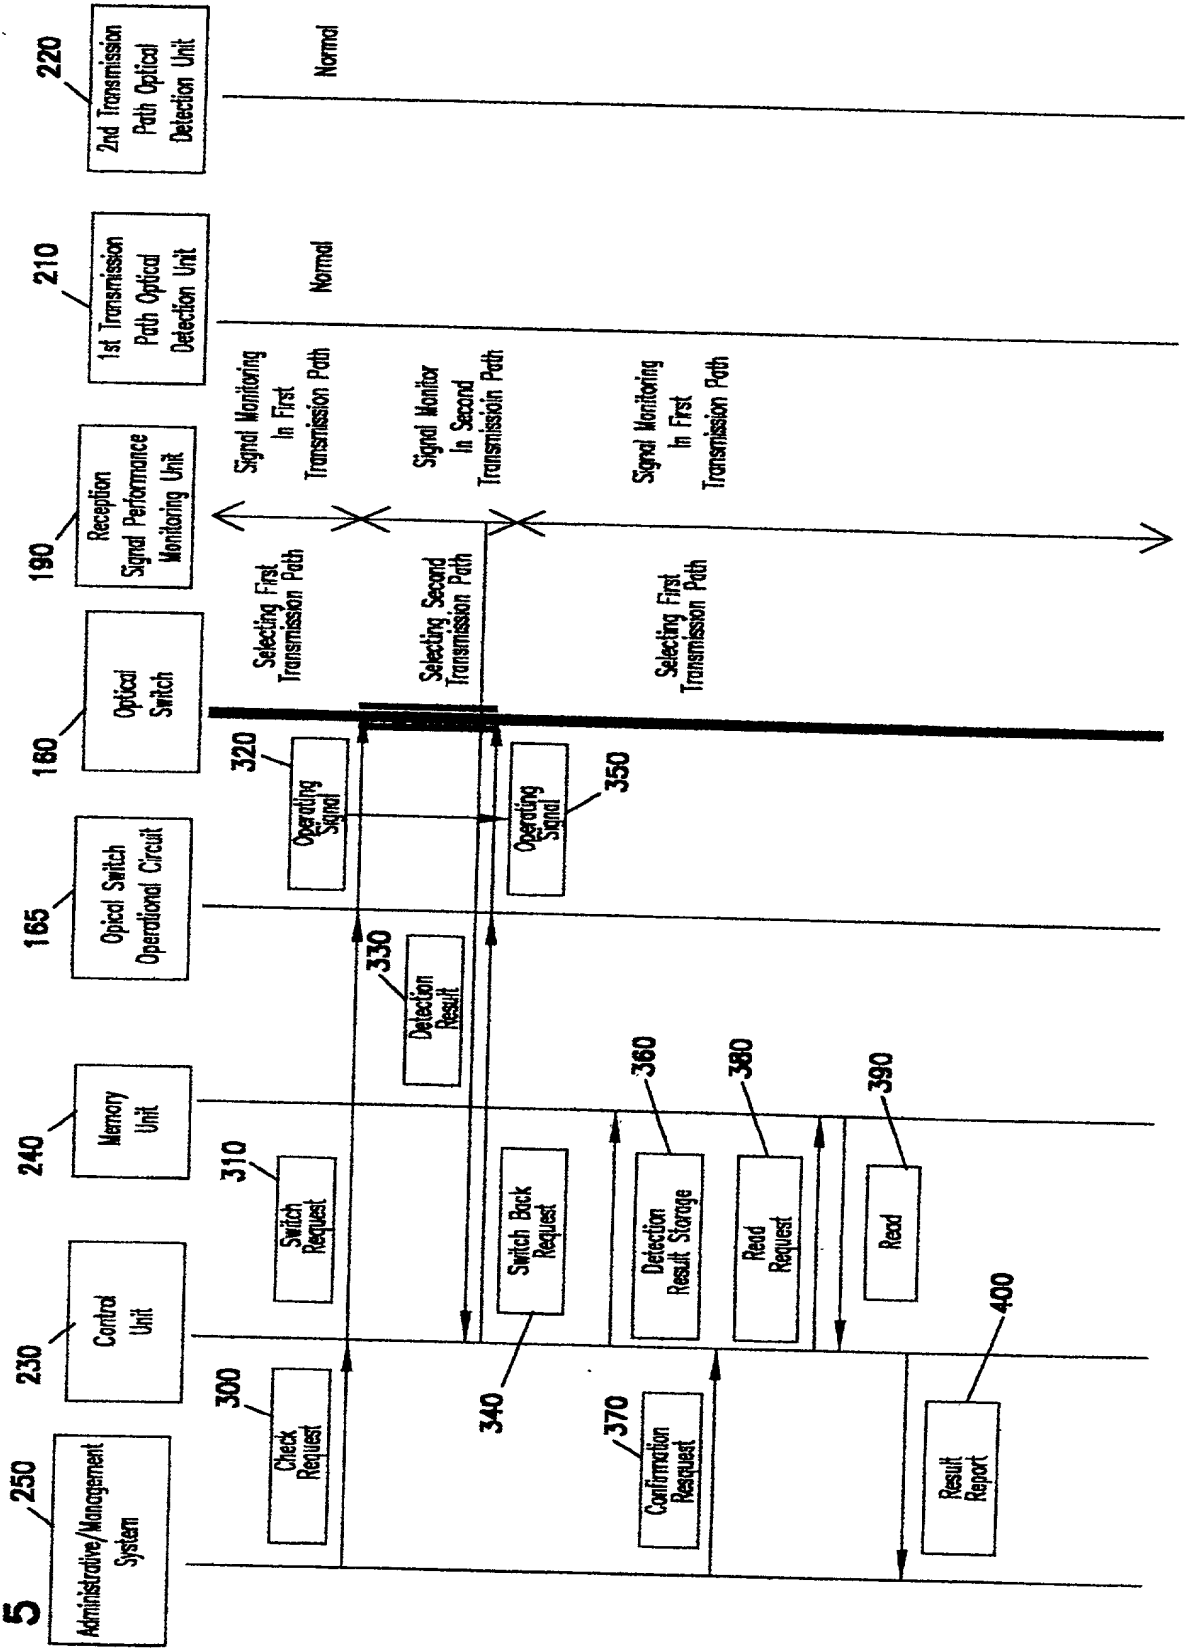 5
250
Administrative/Management
System
230
Control
Unit
240
Memory
Unit
165
Optical Switch
Operational Circuit
160
Optical
Switch
190
Reception
Signal Performance
Monitoring Unit
210
1st Transmission
Path Optical
Detection Unit
220
2nd Transmission
Path Optical
Detection Unit
300
Check
Request
310
Switch
Request
320
Operating
Signal
Selecting First
Transmission Path
Signal Monitoring
In First
Transmission Path
Normal
Normal
330
Detection
Result
Selecting Second
Transmission Path
Signal Monitor
In Second
Transmissioin Path
340
Switch Back
Request
Operating
Signal
350
360
Detection
Result Storage
Selecting First
Transmission Path
Signal Monitoring
In First
Transmission Path
370
Confirmation
Resquest
380
Read
Request
390
Read
400
Result
Report